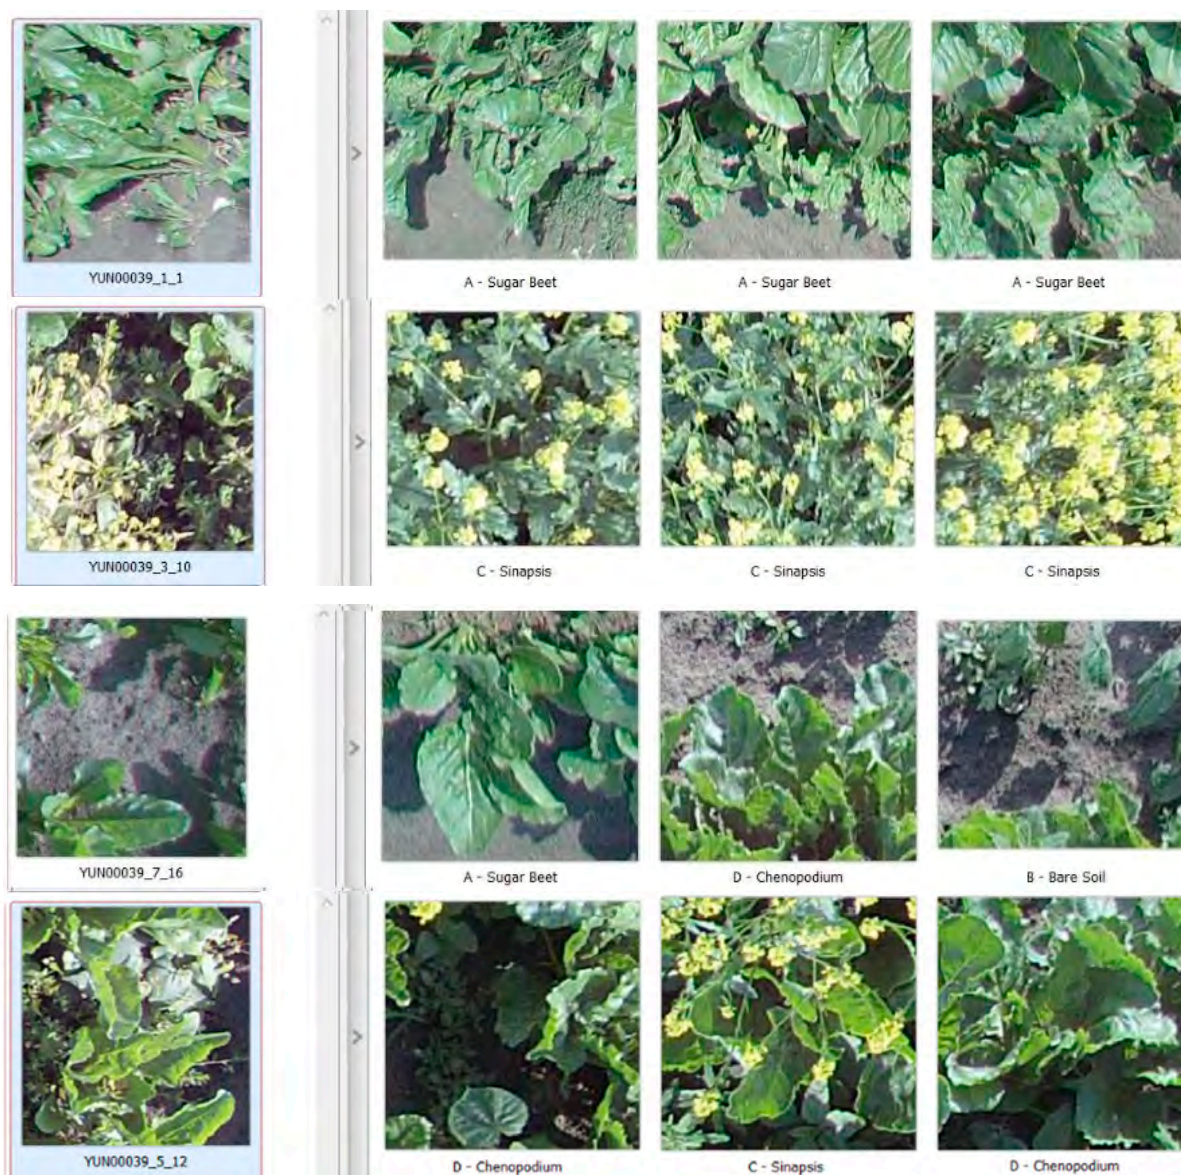 YUN00039_1_1
A - Sugar Beet
A - Sugar Beet
A - Sugar Beet
YUN00039_3_10
C - Sinapsis
C - Sinapsis
C - Sinapsis
YUN00039_7_16
A - Sugar Beet
D - Chenopodium
B - Bare Soil
YUN00039_5_12
D - Chenopodium
C - Sinapsis
D - Chenopodium